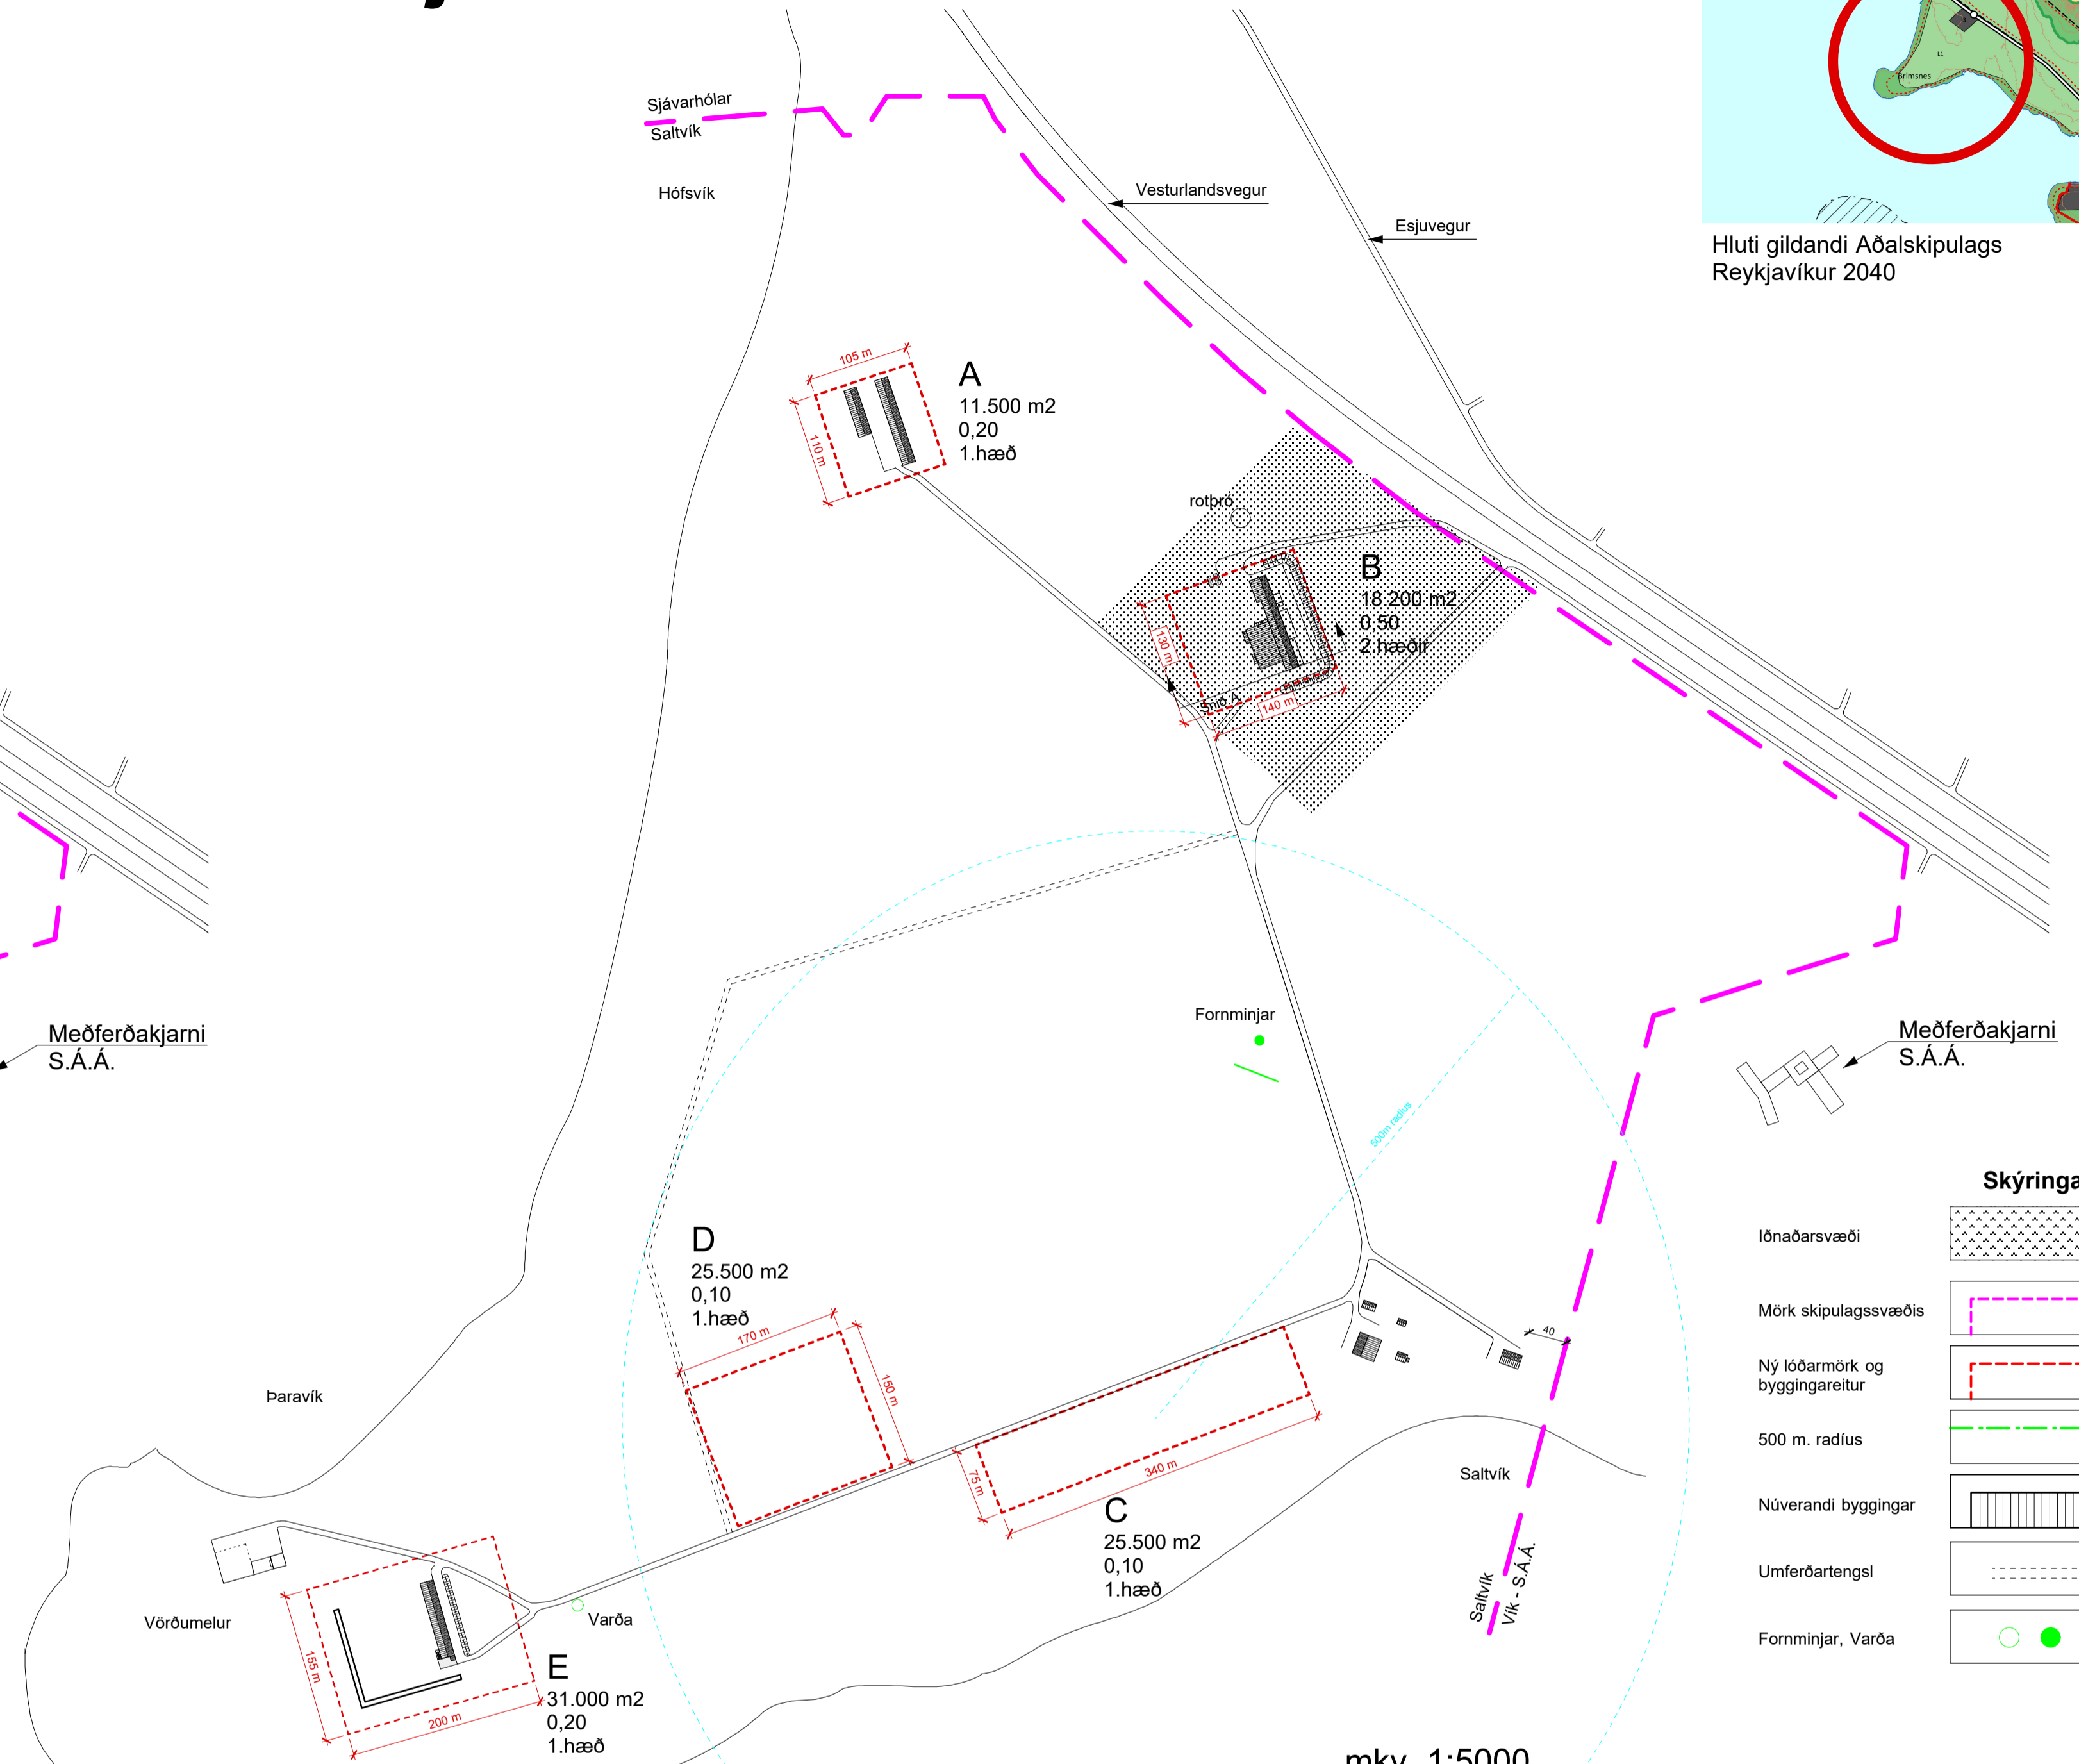 Sjávarhólar
Saltvík
Hófsvík
Vesturlandsvegur
Esjuvegur
L1
Brimsnes
Hluti gildandi Aðalskipulags
Reykjavíkur 2040
105 m
110 m
A
11.500 m2
0,20
1.hæð
rotþró
B
18.200 m2
0.50
2.hæðir
130 m
140 m
Snið A
Meðferðakjarni
S.Á.Á.
Fornminjar
500m radius
Meðferðakjarni
S.Á.Á.
D
25.500 m2
0,10
1.hæð
170 m
150 m
40
Þaravík
75 m
340 m
C
25.500 m2
0,10
1.hæð
Saltvík
Saltvík
Vík - S.Á.Á.
Vörðumelur
Varða
155 m
200 m
E
31.000 m2
0,20
1.hæð
Skýringa
Iðnaðarsvæði
Mörk skipulagssvæðis
Ný lóðarmörk og
byggingareitur
500 m. radíus
Núverandi byggingar
Umferðartengsl
Fornminjar, Varða
mkv. 1:5000